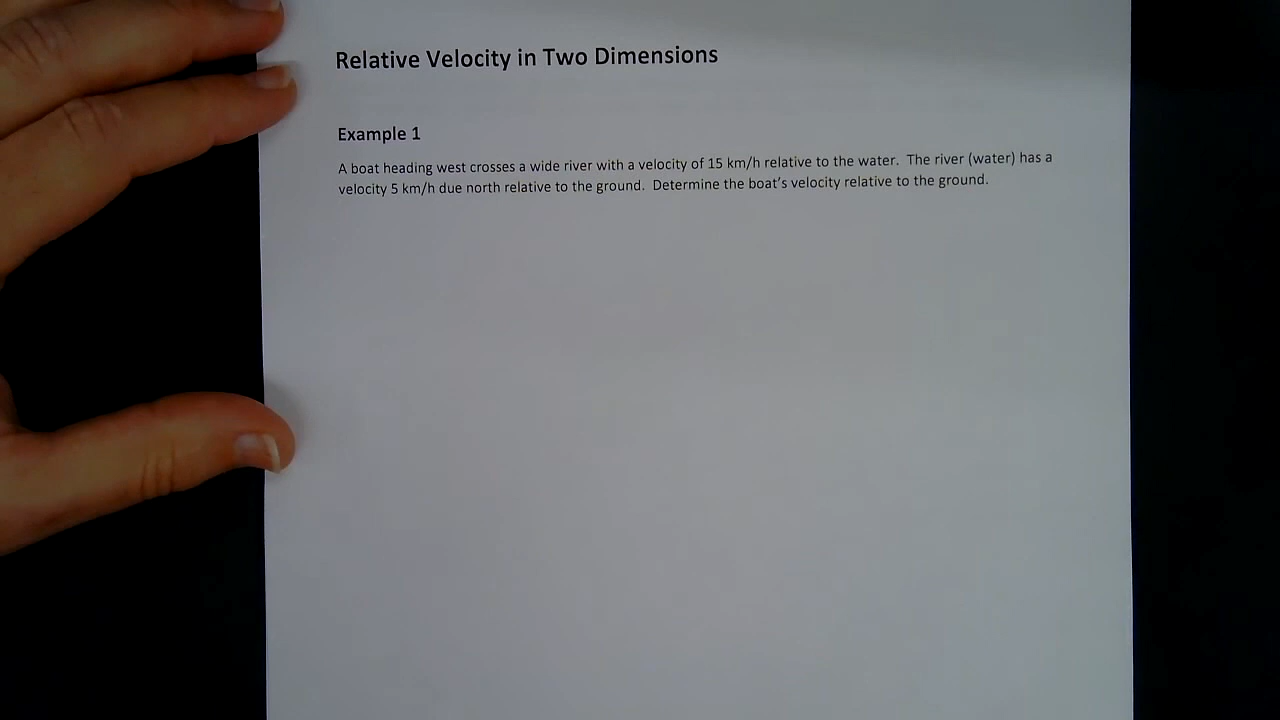 Relative Velocity in Two Dimensions
Example 1
A boat heading west crosses a wide river with a velocity of 15 km/h relative to the water.  The river (water) has a
velocity 5 km/h due north relative to the ground.  Determine the boat’s velocity relative to the ground.